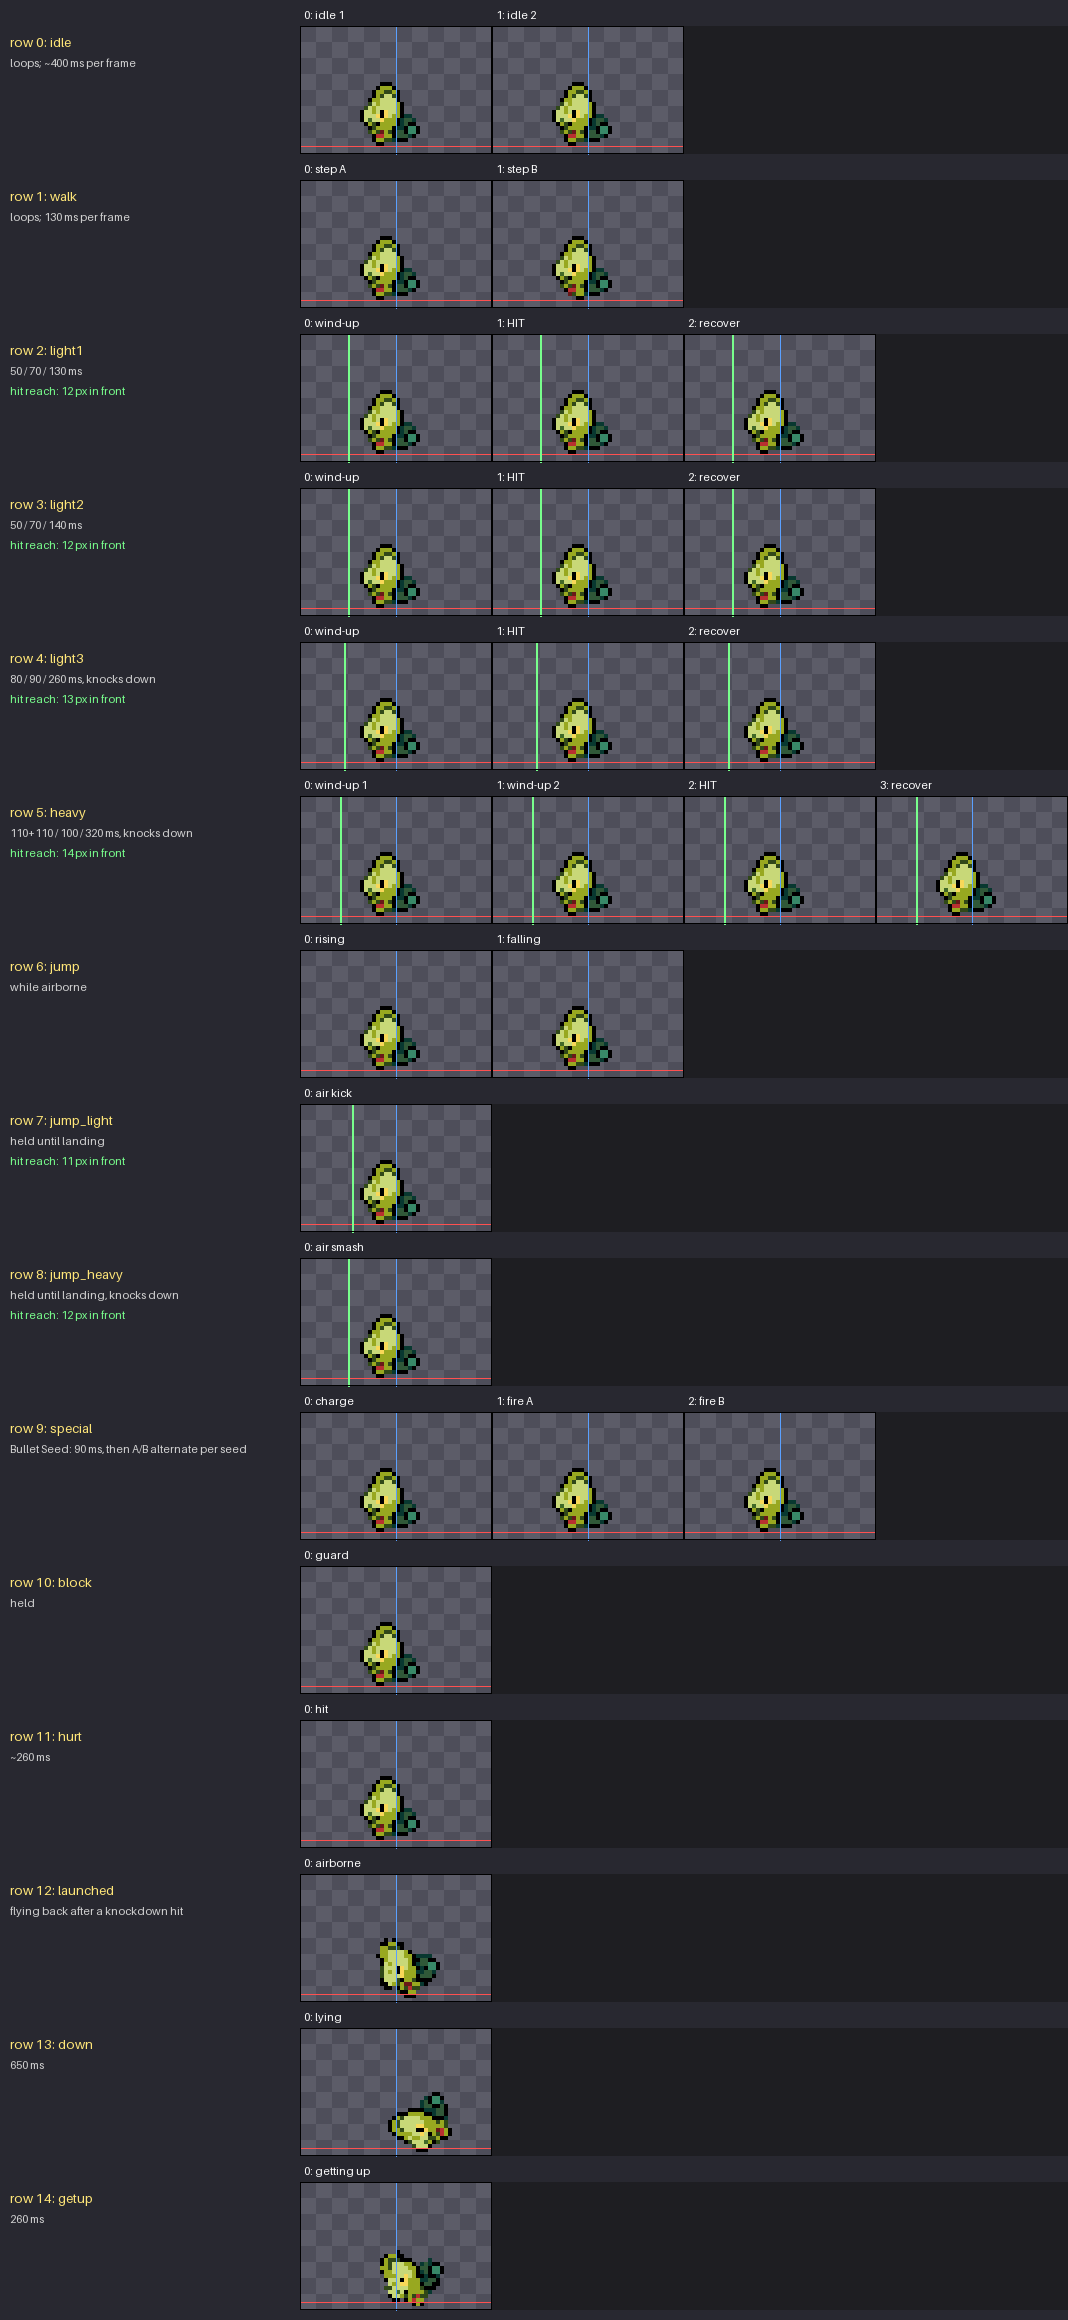 0: idle 1
1: idle 2
row 0: idle
loops; ~400 ms per frame
0: step A
1: step B
row 1: walk
loops; 130 ms per frame
0: wind-up
1: HIT
2: recover
row 2: light1
50 / 70 / 130 ms
hit reach: 12 px in front
0: wind-up
1: HIT
2: recover
row 3: light2
50 / 70 / 140 ms
hit reach: 12 px in front
0: wind-up
1: HIT
2: recover
row 4: light3
80 / 90 / 260 ms, knocks down
hit reach: 13 px in front
0: wind-up 1
1: wind-up 2
2: HIT
3: recover
row 5: heavy
110+110 / 100 / 320 ms, knocks down
hit reach: 14 px in front
0: rising
1: falling
row 6: jump
while airborne
0: air kick
row 7: jump_light
held until landing
hit reach: 11 px in front
0: air smash
row 8: jump_heavy
held until landing, knocks down
hit reach: 12 px in front
0: charge
1: fire A
2: fire B
row 9: special
Bullet Seed: 90 ms, then A/B alternate per seed
0: guard
row 10: block
held
0: hit
row 11: hurt
~260 ms
0: airborne
row 12: launched
flying back after a knockdown hit
0: lying
row 13: down
650 ms
0: getting up
row 14: getup
260 ms